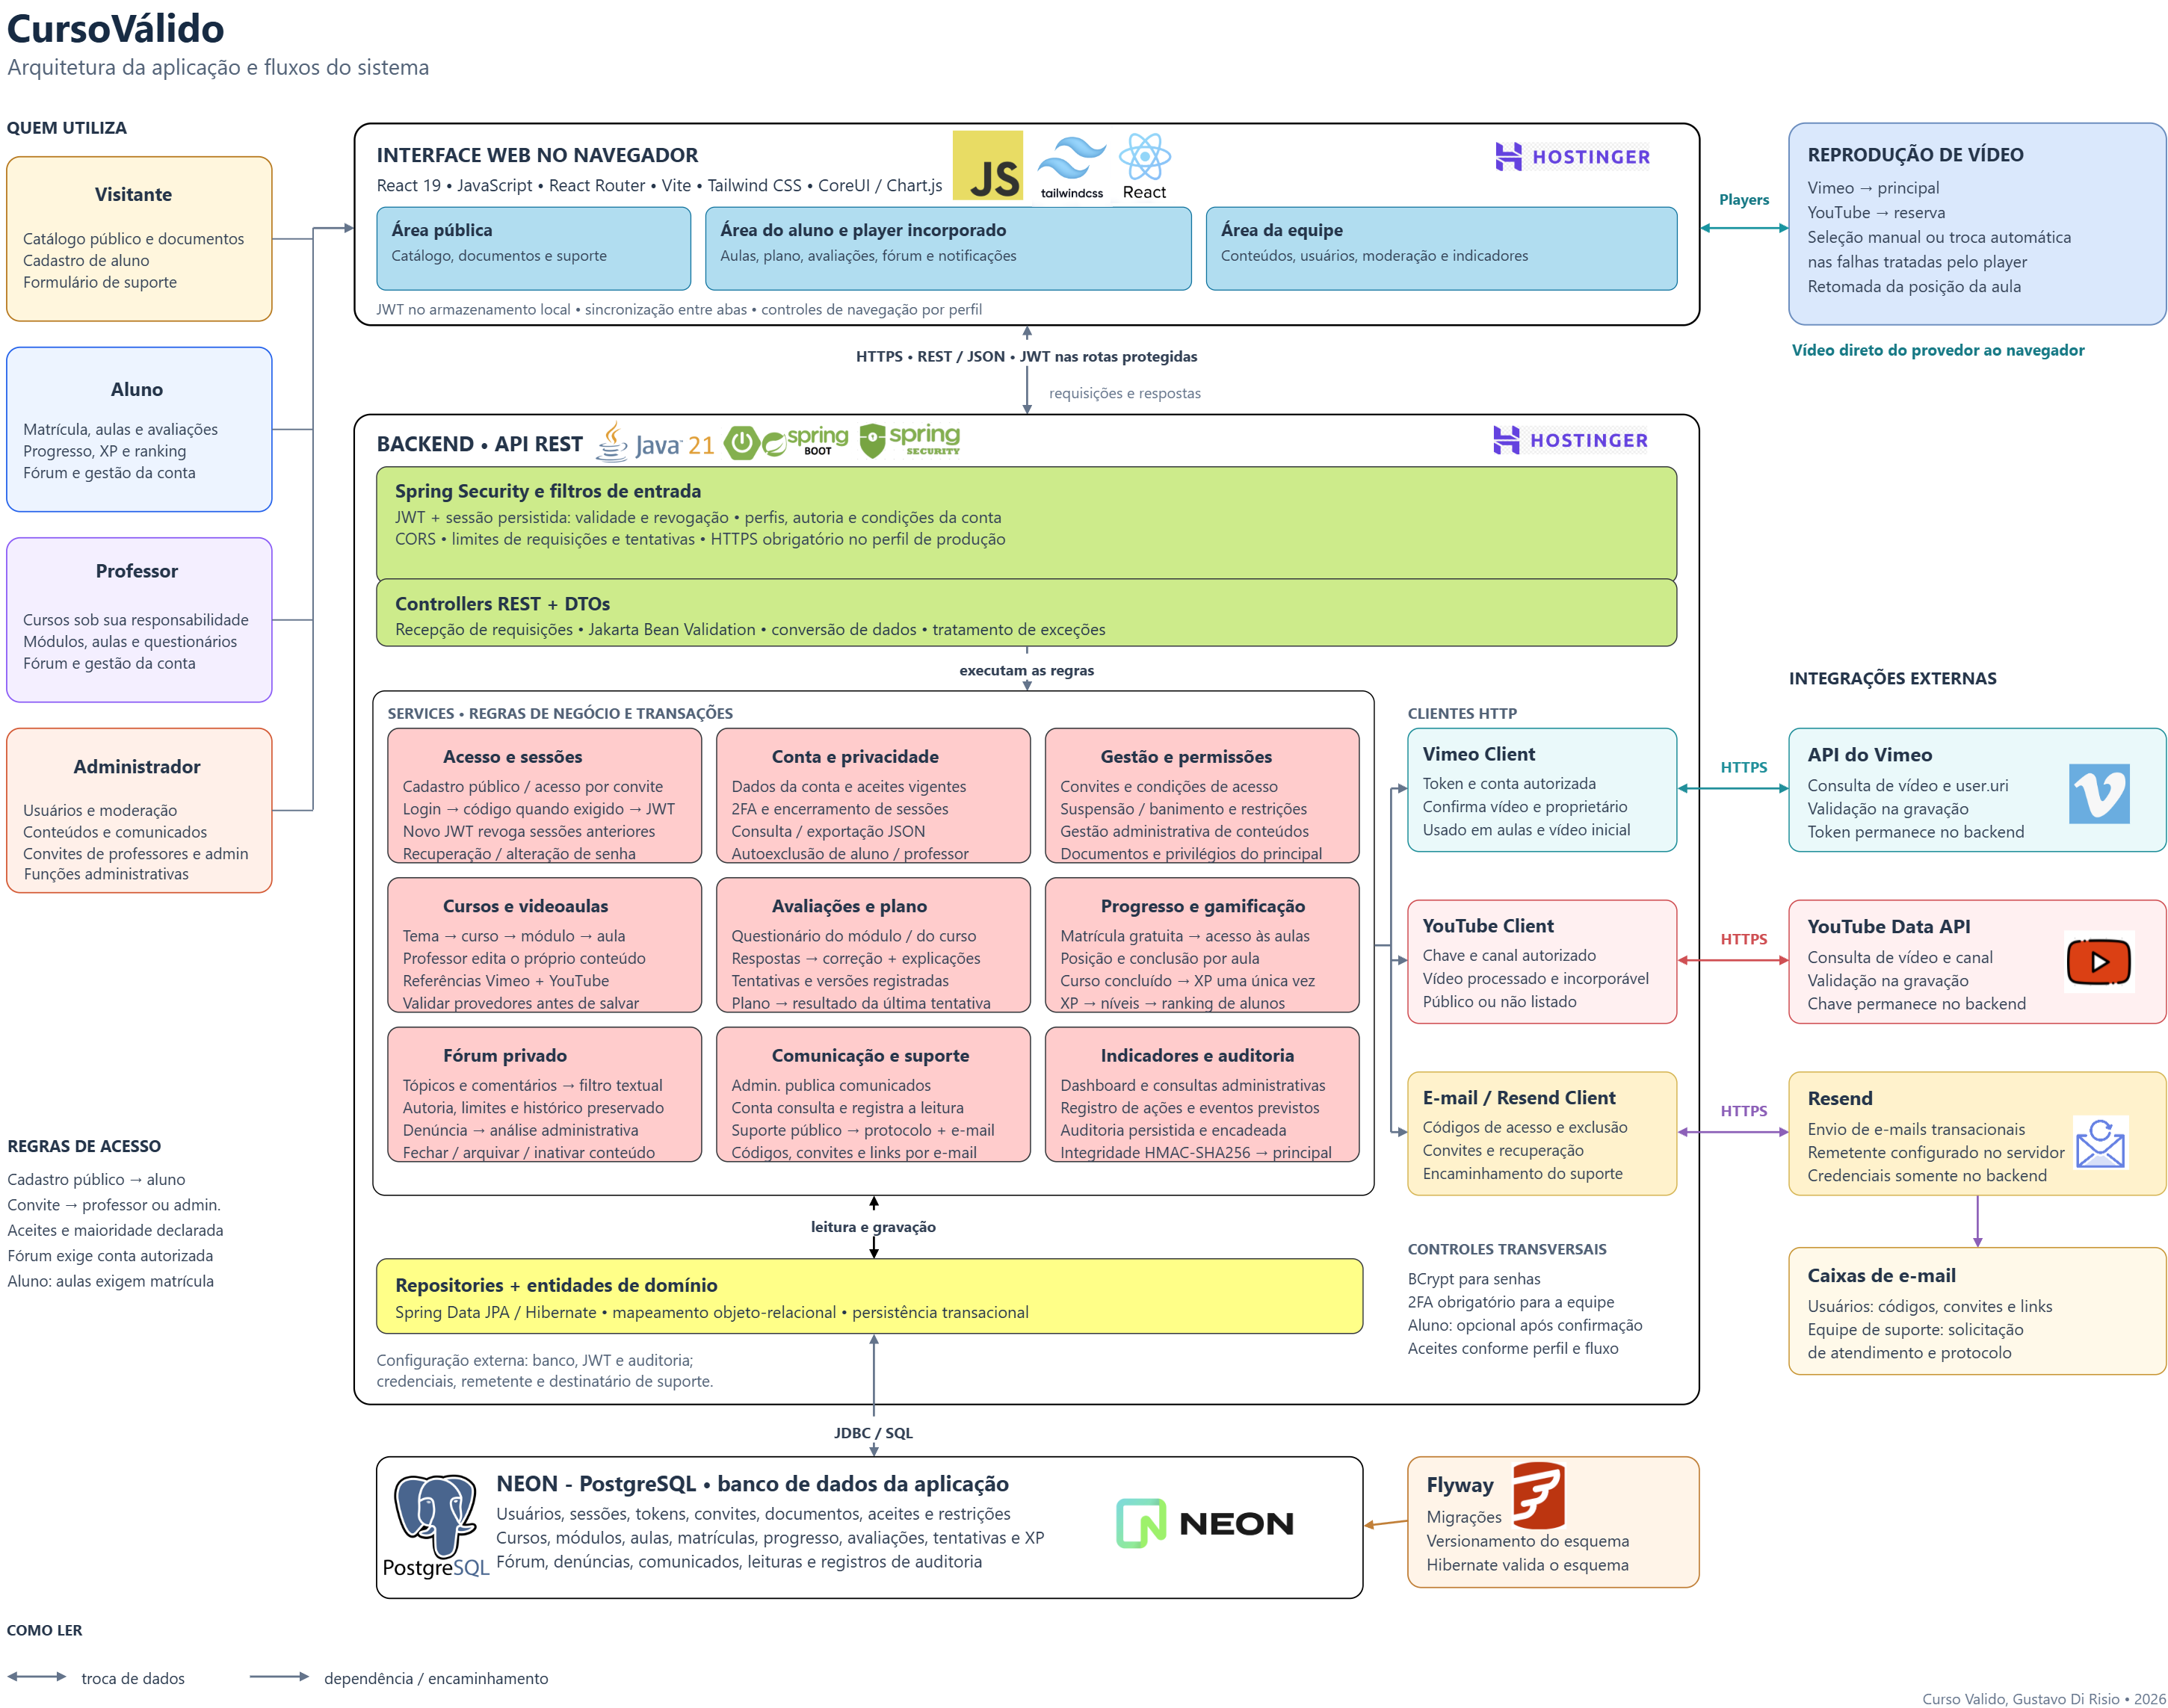 CursoVálido
Arquitetura da aplicação e fluxos do sistema
QUEM UTILIZA
Visitante
Catálogo público e documentos
Cadastro de aluno
Formulário de suporte
Aluno
Matrícula, aulas e avaliações
Progresso, XP e ranking
Fórum e gestão da conta
Professor
Cursos sob sua responsabilidade
Módulos, aulas e questionários
Fórum e gestão da conta
Administrador
Usuários e moderação
Conteúdos e comunicados
Convites de professores e admin
Funções administrativas
REGRAS DE ACESSO
Cadastro público → aluno
Convite → professor ou admin.
Aceites e maioridade declarada
Fórum exige conta autorizada
Aluno: aulas exigem matrícula
INTERFACE WEB NO NAVEGADOR
React 19 • JavaScript • React Router • Vite • Tailwind CSS • CoreUI / Chart.js
JS
tailwindcss
React
HOSTINGER
Área pública
Catálogo, documentos e suporte
Área do aluno e player incorporado
Aulas, plano, avaliações, fórum e notificações
Área da equipe
Conteúdos, usuários, moderação e indicadores
JWT no armazenamento local • sincronização entre abas • controles de navegação por perfil
Players
REPRODUÇÃO DE VÍDEO
Vimeo → principal
YouTube → reserva
Seleção manual ou troca automática
nas falhas tratadas pelo player
Retomada da posição da aula
Vídeo direto do provedor ao navegador
HTTPS • REST / JSON • JWT nas rotas protegidas
requisições e respostas
BACKEND • API REST
Java 21
spring
BOOT
spring
SECURITY
HOSTINGER
Spring Security e filtros de entrada
JWT + sessão persistida: validade e revogação • perfis, autoria e condições da conta
CORS • limites de requisições e tentativas • HTTPS obrigatório no perfil de produção
Controllers REST + DTOs
Recepção de requisições • Jakarta Bean Validation • conversão de dados • tratamento de exceções
executam as regras
SERVICES • REGRAS DE NEGÓCIO E TRANSAÇÕES
Acesso e sessões
Cadastro público / acesso por convite
Login → código quando exigido → JWT
Novo JWT revoga sessões anteriores
Recuperação / alteração de senha
Conta e privacidade
Dados da conta e aceites vigentes
2FA e encerramento de sessões
Consulta / exportação JSON
Autoexclusão de aluno / professor
Gestão e permissões
Convites e condições de acesso
Suspensão / banimento e restrições
Gestão administrativa de conteúdos
Documentos e privilégios do principal
Cursos e videoaulas
Tema → curso → módulo → aula
Professor edita o próprio conteúdo
Referências Vimeo + YouTube
Validar provedores antes de salvar
Avaliações e plano
Questionário do módulo / do curso
Respostas → correção + explicações
Tentativas e versões registradas
Plano → resultado da última tentativa
Progresso e gamificação
Matrícula gratuita → acesso às aulas
Posição e conclusão por aula
Curso concluído → XP uma única vez
XP → níveis → ranking de alunos
Fórum privado
Tópicos e comentários → filtro textual
Autoria, limites e histórico preservado
Denúncia → análise administrativa
Fechar / arquivar / inativar conteúdo
Comunicação e suporte
Admin. publica comunicados
Conta consulta e registra a leitura
Suporte público → protocolo + e-mail
Códigos, convites e links por e-mail
Indicadores e auditoria
Dashboard e consultas administrativas
Registro de ações e eventos previstos
Auditoria persistida e encadeada
Integridade HMAC-SHA256 → principal
CLIENTES HTTP
Vimeo Client
Token e conta autorizada
Confirma vídeo e proprietário
Usado em aulas e vídeo inicial
YouTube Client
Chave e canal autorizado
Vídeo processado e incorporável
Público ou não listado
E-mail / Resend Client
Códigos de acesso e exclusão
Convites e recuperação
Encaminhamento do suporte
CONTROLES TRANSVERSAIS
BCrypt para senhas
2FA obrigatório para a equipe
Aluno: opcional após confirmação
Aceites conforme perfil e fluxo
HTTPS
HTTPS
HTTPS
INTEGRAÇÕES EXTERNAS
API do Vimeo
Consulta de vídeo e user.uri
Validação na gravação
Token permanece no backend
YouTube Data API
Consulta de vídeo e canal
Validação na gravação
Chave permanece no backend
Resend
Envio de e-mails transacionais
Remetente configurado no servidor
Credenciais somente no backend
Caixas de e-mail
Usuários: códigos, convites e links
Equipe de suporte: solicitação
de atendimento e protocolo
leitura e gravação
Repositories + entidades de domínio
Spring Data JPA / Hibernate • mapeamento objeto-relacional • persistência transacional
Configuração externa: banco, JWT e auditoria;
credenciais, remetente e destinatário de suporte.
JDBC / SQL
PostgreSQL
NEON - PostgreSQL • banco de dados da aplicação
Usuários, sessões, tokens, convites, documentos, aceites e restrições
Cursos, módulos, aulas, matrículas, progresso, avaliações, tentativas e XP
Fórum, denúncias, comunicados, leituras e registros de auditoria
NEON
Flyway
Migrações
Versionamento do esquema
Hibernate valida o esquema
COMO LER
troca de dados
dependência / encaminhamento
Curso Valido, Gustavo Di Risio • 2026